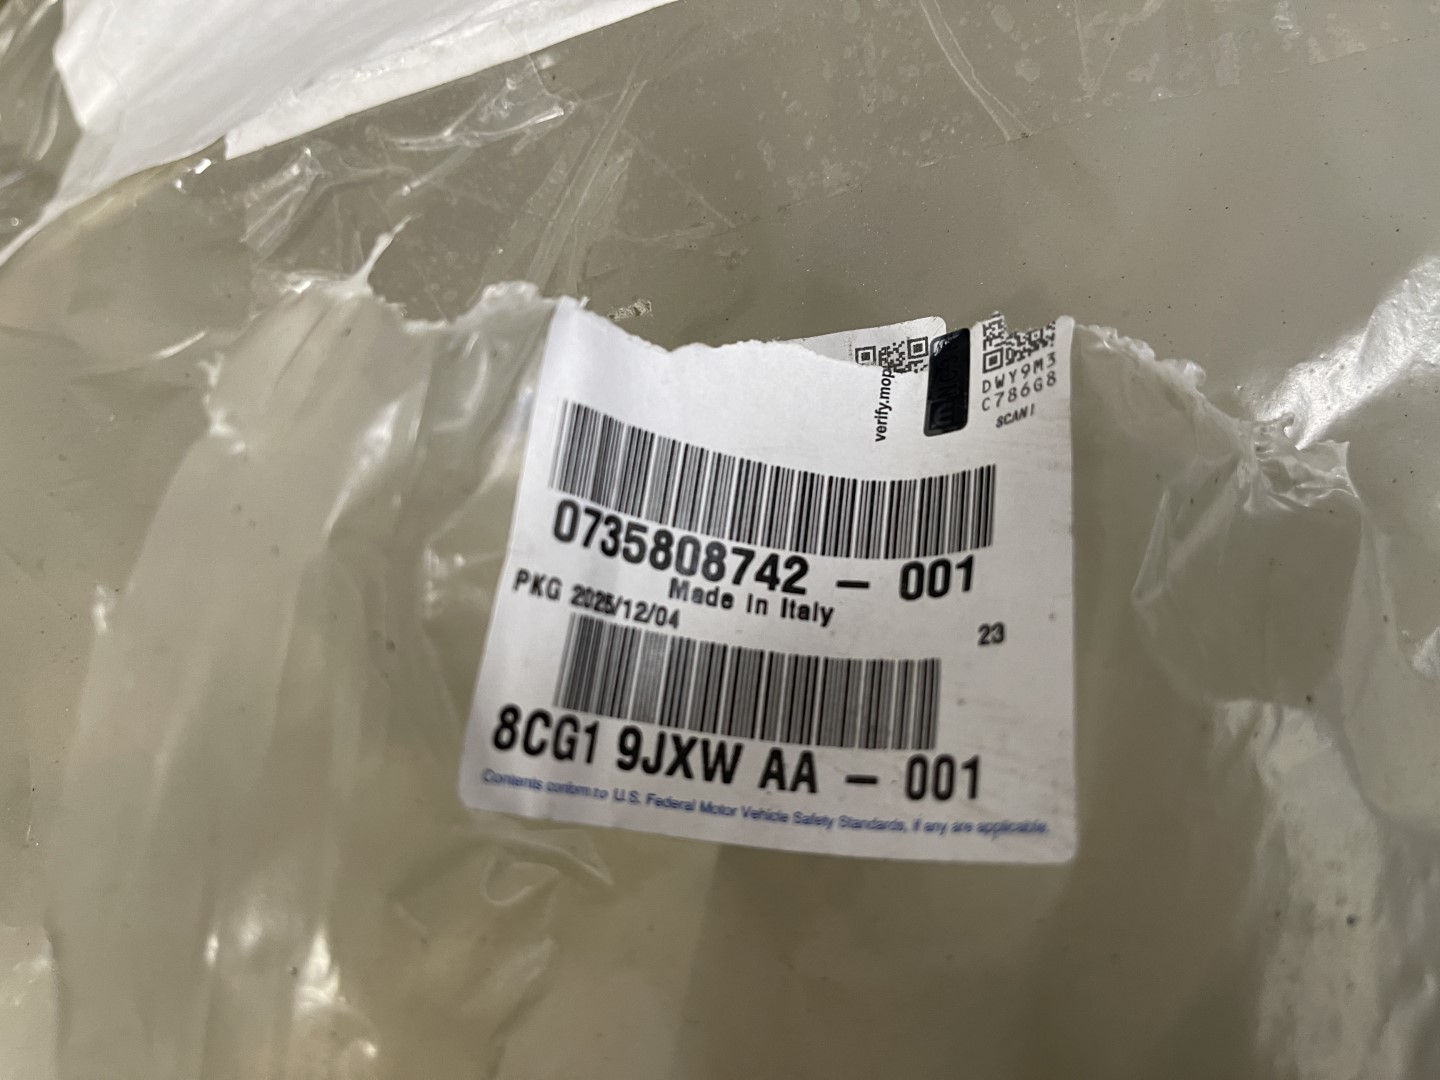 verify.mop
DWY9M3
C786G8
SCAN!
0735808742 - 001
Made in Italy
PKG 2025/12/04
23
8CG1 9JXW AA - 001
Contents conform to U.S. Federal Motor Vehicle Safety Standards, if any are applicable.